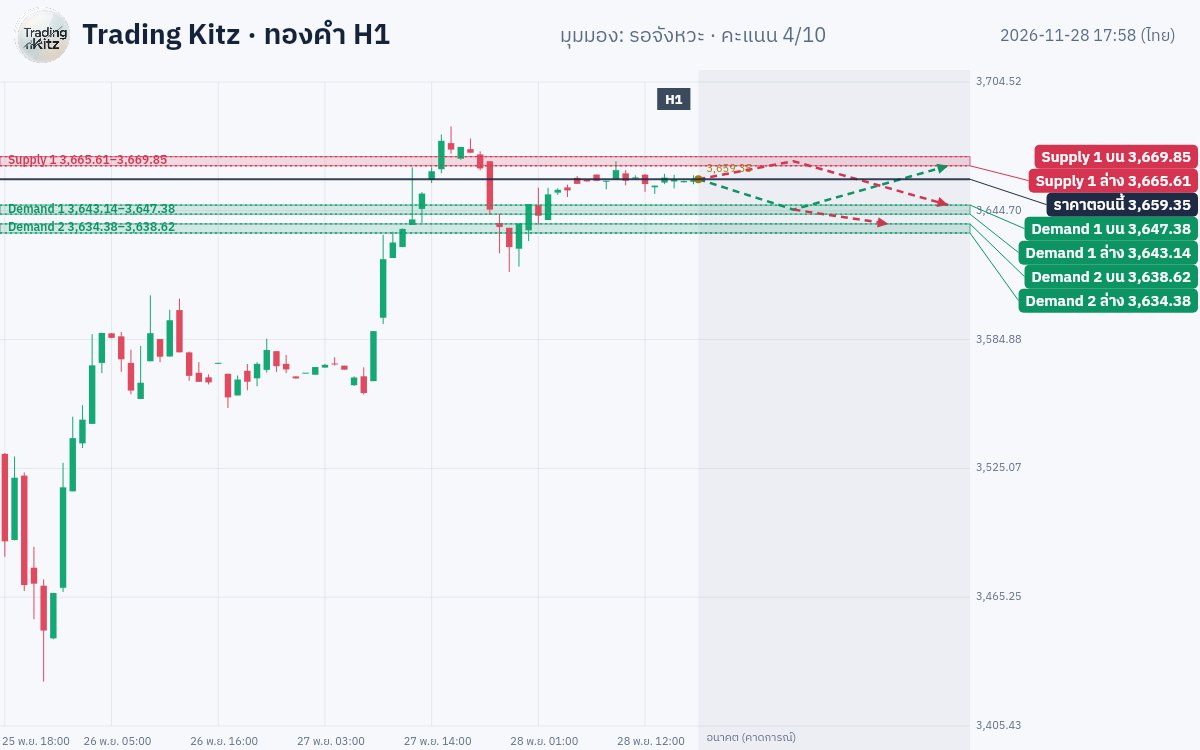 Trading Kitz
Trading Kitz · ทองคำ H1
มุมมอง: รอจังหวะ · คะแนน 4/10
2026-11-28 17:58 (ไทย)
3,704.52
H1
Supply 1 3,665.61–3,669.85
Supply 1 บน 3,669.85
3,659.35
Supply 1 ล่าง 3,665.61
ราคาตอนนี้ 3,659.35
Demand 1 3,643.14–3,647.38
3,644.70
Demand 2 3,634.38–3,638.62
Demand 1 บน 3,647.38
Demand 1 ล่าง 3,643.14
Demand 2 บน 3,638.62
Demand 2 ล่าง 3,634.38
3,584.88
3,525.07
3,465.25
3,405.43
25 พ.ย. 18:00
26 พ.ย. 05:00
26 พ.ย. 16:00
27 พ.ย. 03:00
27 พ.ย. 14:00
28 พ.ย. 01:00
28 พ.ย. 12:00
อนาคต (คาดการณ์)